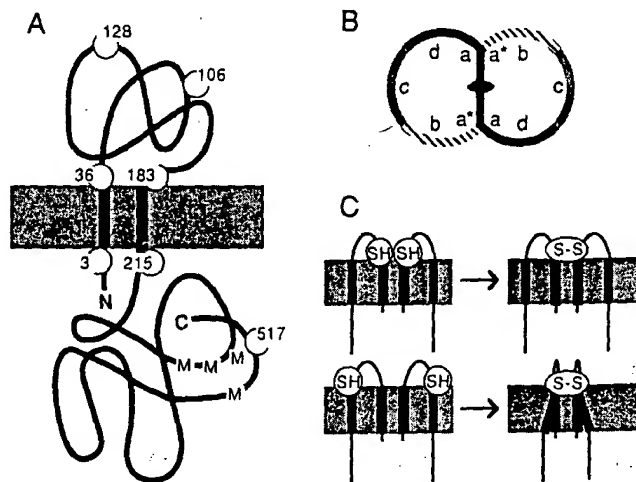 A
128
106
36 183
3 215
N
C
517
M-M M
M
B
d a a* b
c c
b a* a d
C
SH SH
S-S
SH SH
S-S